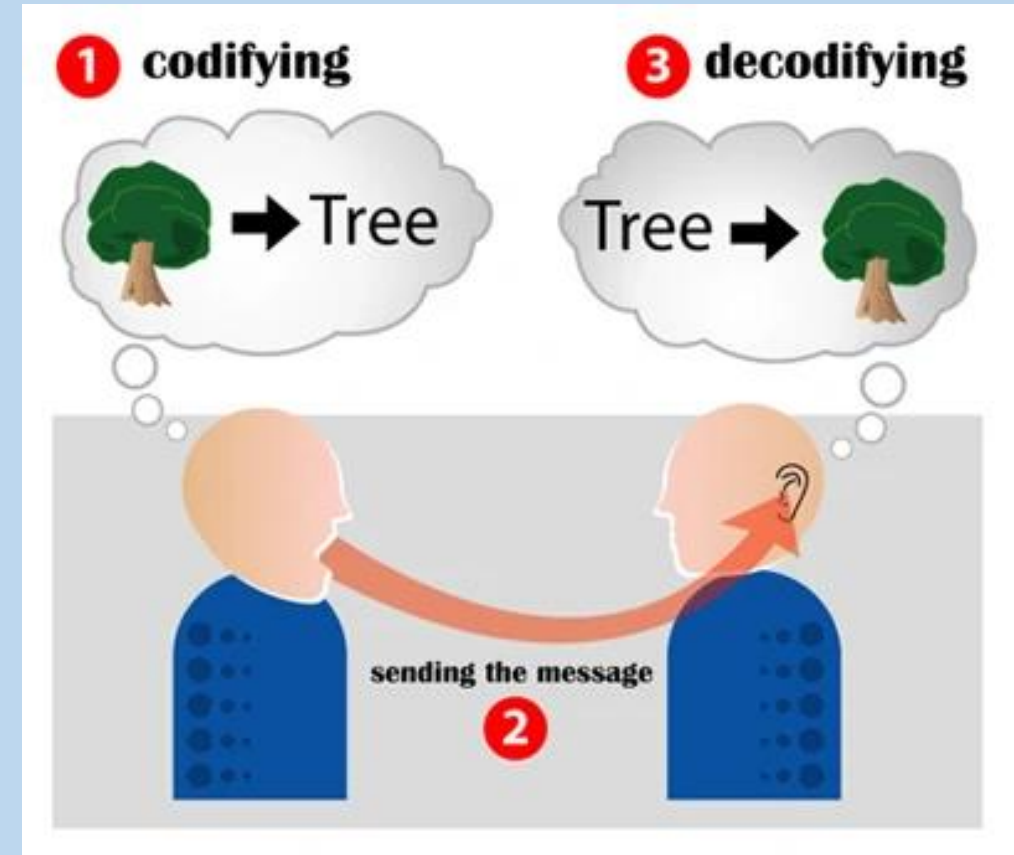 1 codifying
3 decodifying
Tree
Tree
sending the message
2